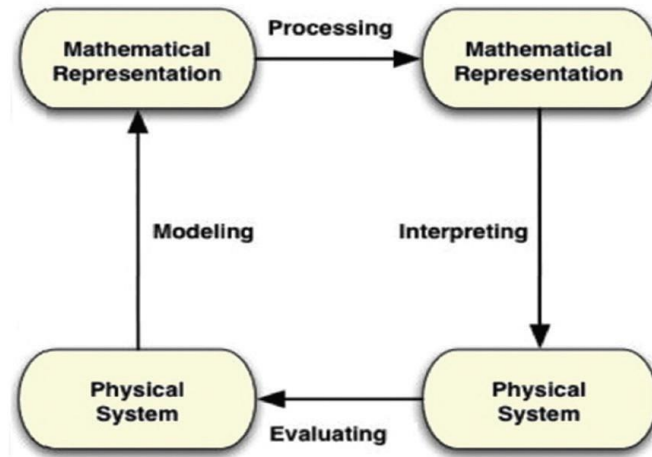 Processing
Mathematical
Representation
Mathematical
Representation
Modeling
Interpreting
Physical
System
Physical
System
Evaluating